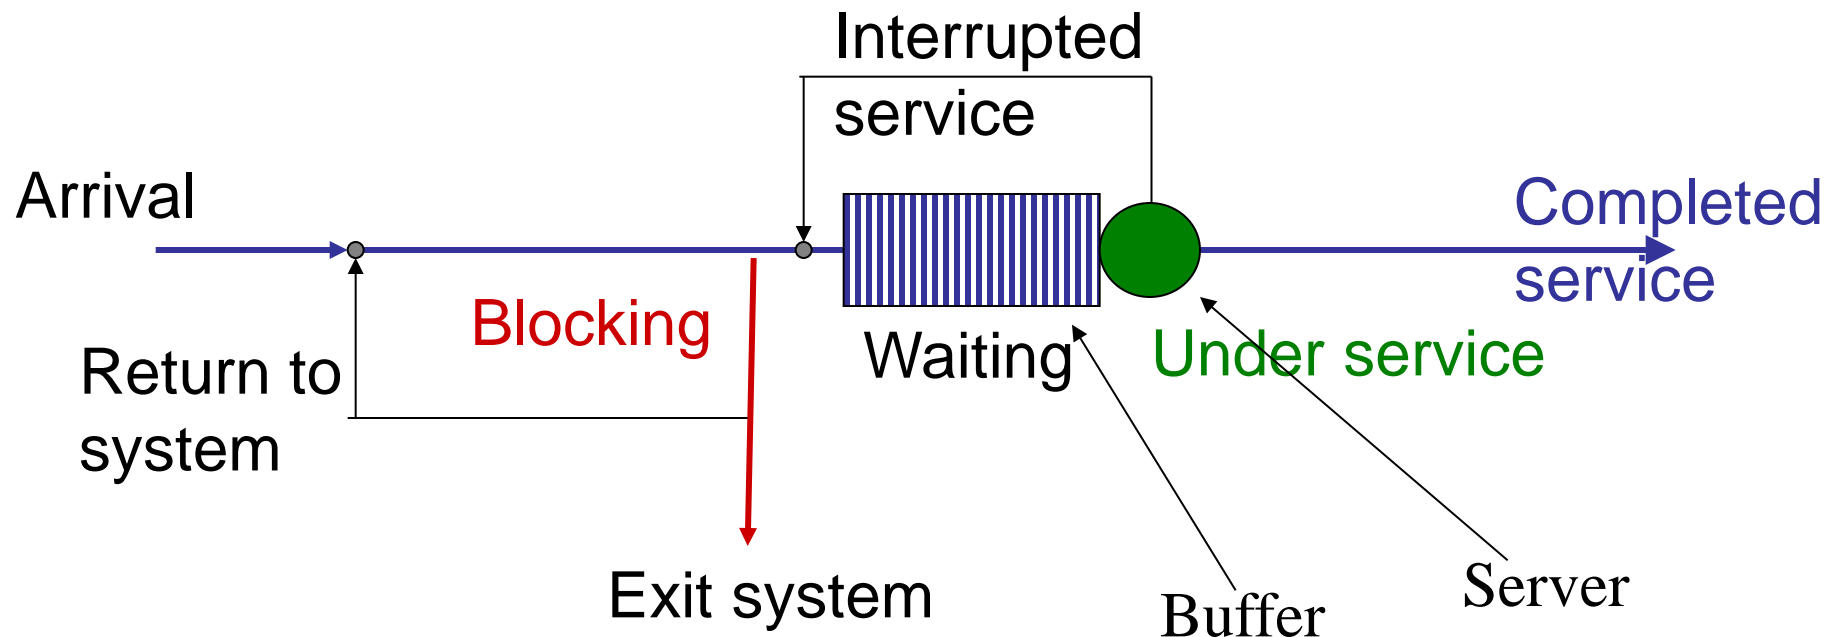 Interrupted
service
Arrival
Completed
service
Blocking
Waiting
Under service
Return to
system
Exit system
Buffer
Server